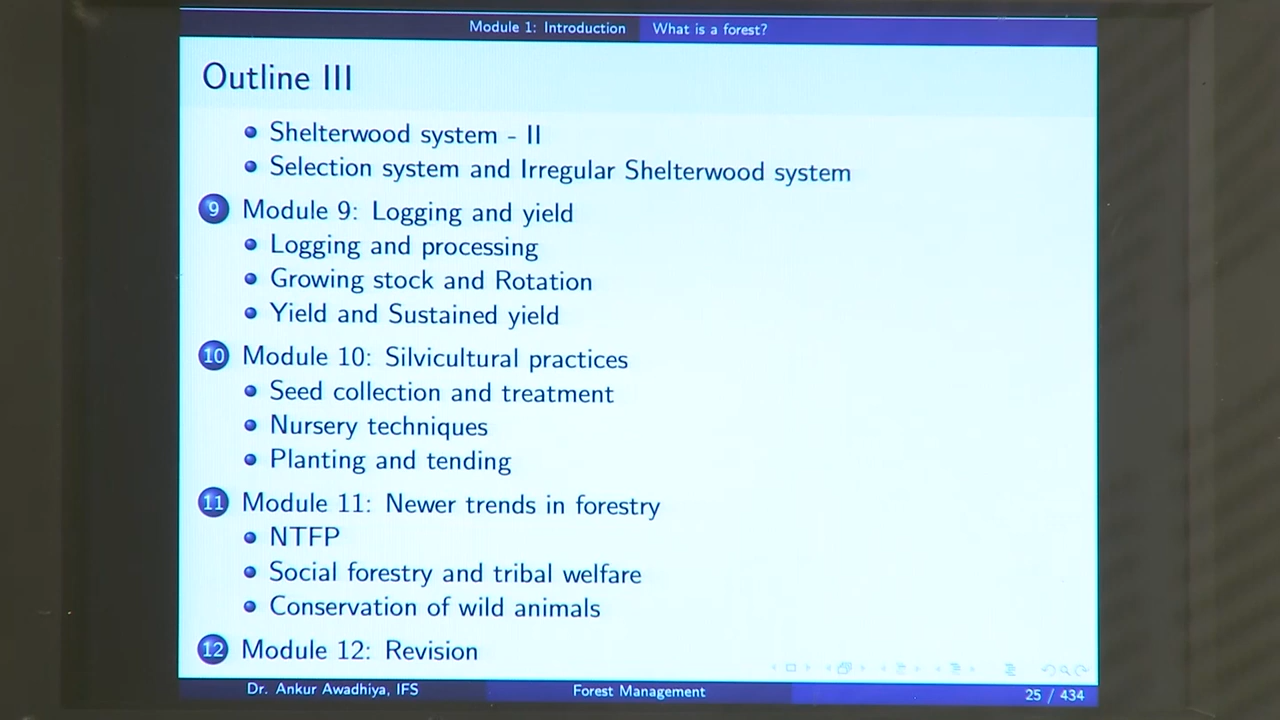 Module 1: Introduction What is a forest?
Outline III
Shelterwood system - II
Selection system and Irregular Shelterwood system
9 Module 9: Logging and yield
Logging and processing
Growing stock and Rotation
Yield and Sustained yield
10 Module 10: Silvicultural practices
Seed collection and treatment
Nursery techniques
Planting and tending
11 Module 11: Newer trends in forestry
NTFP
Social forestry and tribal welfare
Conservation of wild animals
12 Module 12: Revision
Dr. Ankur Awadhiya, IFS Forest Management 25 / 434